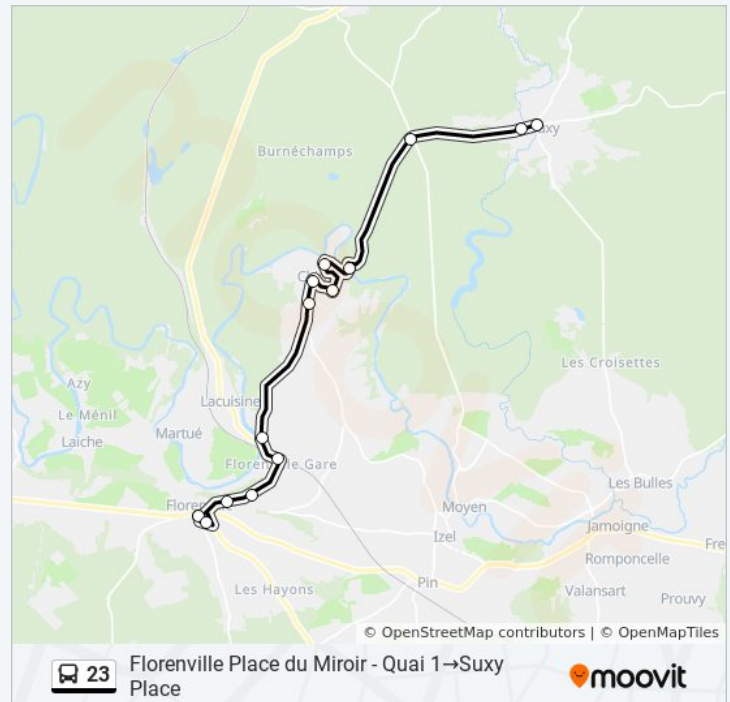 Burnéchamps
Les Croisettes
Azy
Le Ménil
Lacuisine
Laiche
Martué
Les Bulles
Moyen
Jamoigne
Izel
Romponcelle
Pin
Les Hayons
Valansart
Prouvy
© OpenStreetMap contributors | © OpenMapTiles
23
Florenville Place du Miroir - Quai 1→Suxy
Place
moovit